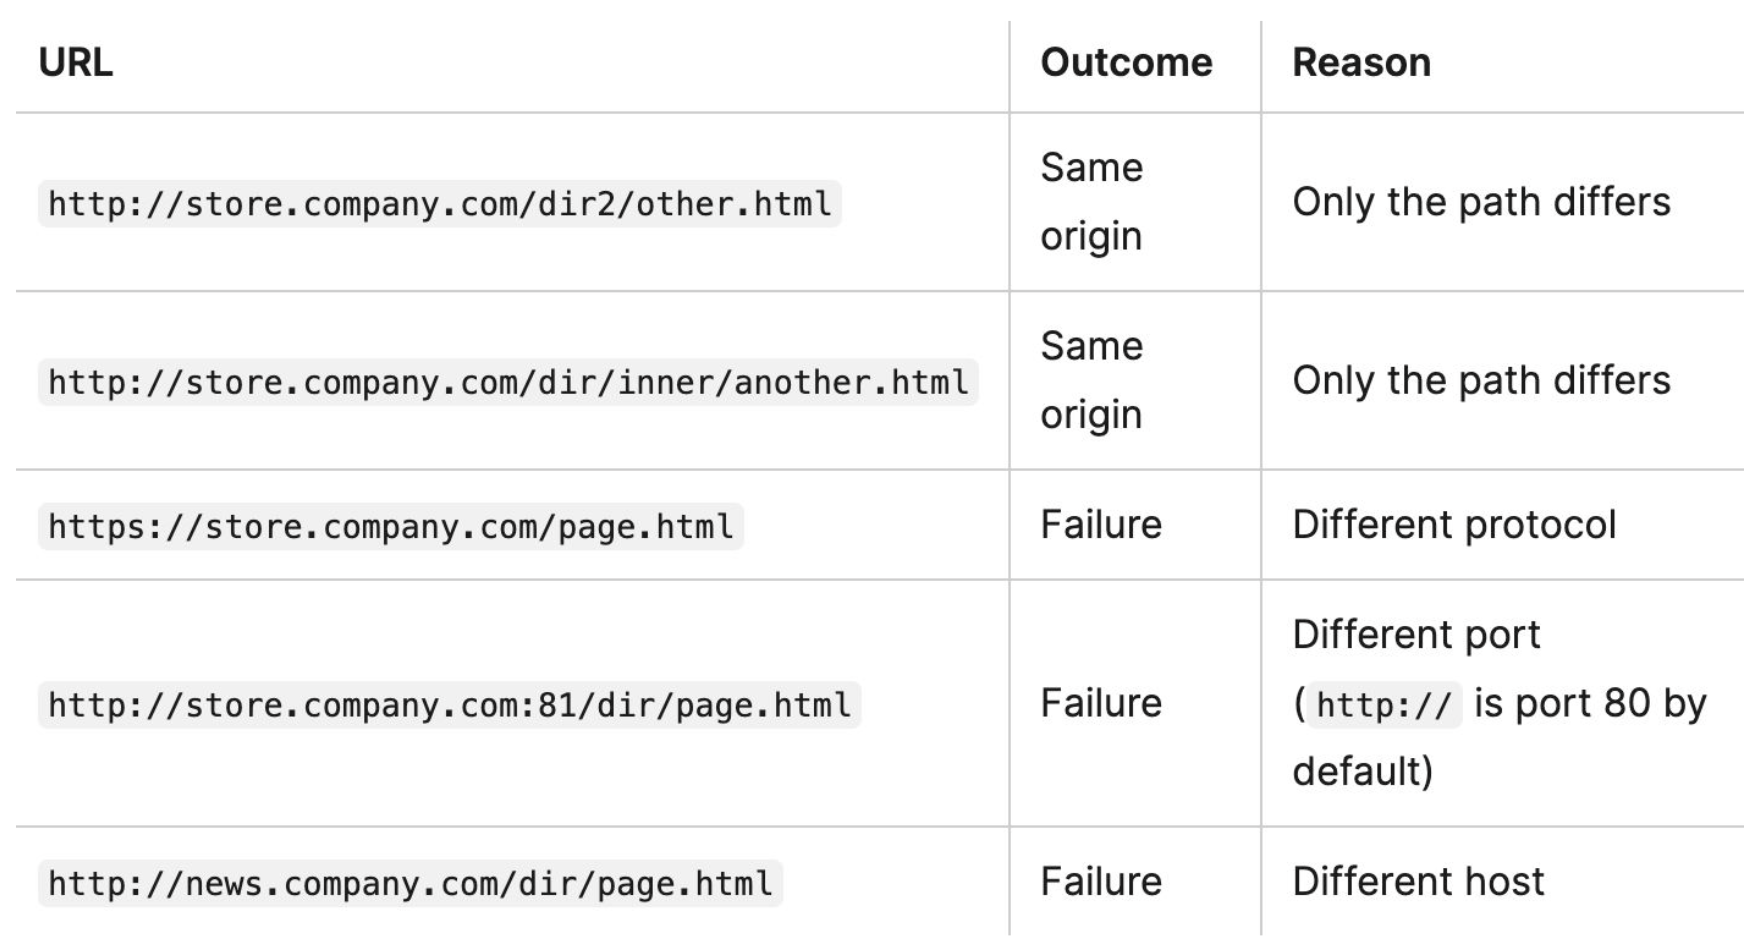 URL Outcome Reason
http://store.company.com/dir2/other.html Same origin Only the path differs
http://store.company.com/dir/inner/another.html Same origin Only the path differs
https://store.company.com/page.html Failure Different protocol
http://store.company.com:81/dir/page.html Failure Different port (http:// is port 80 by default)
http://news.company.com/dir/page.html Failure Different host